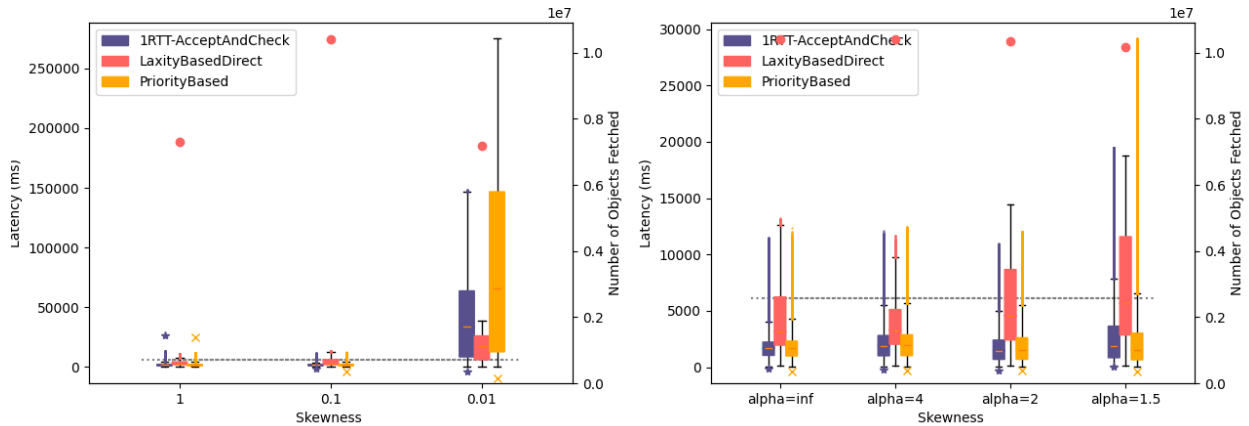 1e7
1RTT-AcceptAndCheck
LaxityBasedDirect
PriorityBased
250000
200000
150000
100000
50000
0
Latency (ms)
1.0
0.8
0.6
0.4
0.2
0.0
Number of Objects Fetched
1
0.1
0.01
Skewness
1e7
1RTT-AcceptAndCheck
LaxityBasedDirect
PriorityBased
30000
25000
20000
15000
10000
5000
0
Latency (ms)
1.0
0.8
0.6
0.4
0.2
0.0
Number of Objects Fetched
alpha=inf
alpha=4
alpha=2
alpha=1.5
Skewness